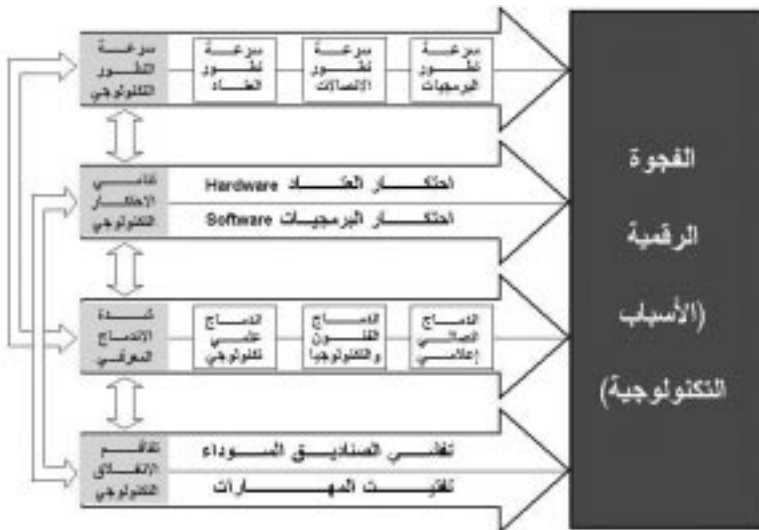 سرعة
التطور
التكنولوجي
سرعة
تطور
العتاد
سرعة
تطور
الإتصالات
سرعة
تطور
البرمجيات
تنامي
الاحتكار
التكنولوجي
احتكار العتاد Hardware
احتكار البرمجيات Software
شدة
الاندماج
المعرفي
اندماج
علمي
تكنولوجي
اندماج
الفنون
والتكنولوجيا
اندماج
اتصالي
إعلامي
تفاقم
الانغلاق
التكنولوجي
تفشي الصناديق السوداء
تفتيت المهارات
الفجوة
الرقمية
(الأسباب
التكنولوجية)